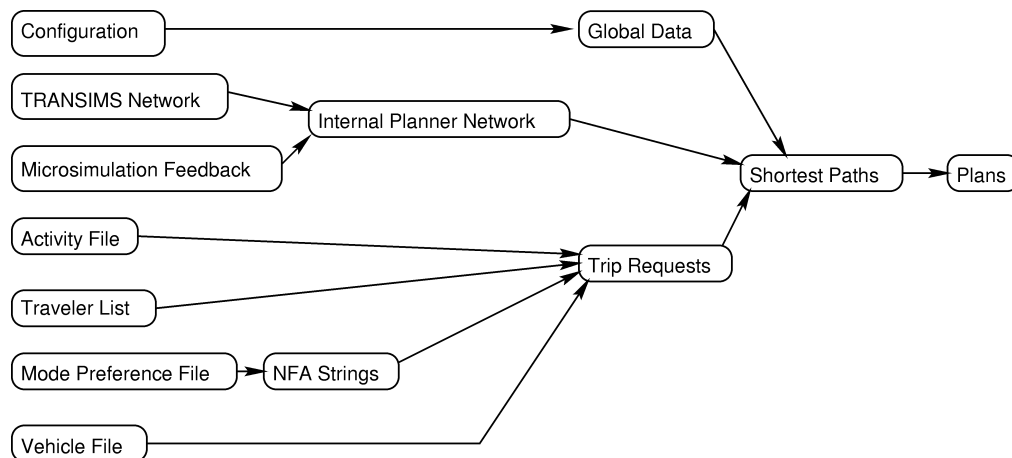 Configuration
Global Data
TRANSIMS Network
Internal Planner Network
Microsimulation Feedback
Shortest Paths
Plans
Activity File
Trip Requests
Traveler List
Mode Preference File
NFA Strings
Vehicle File